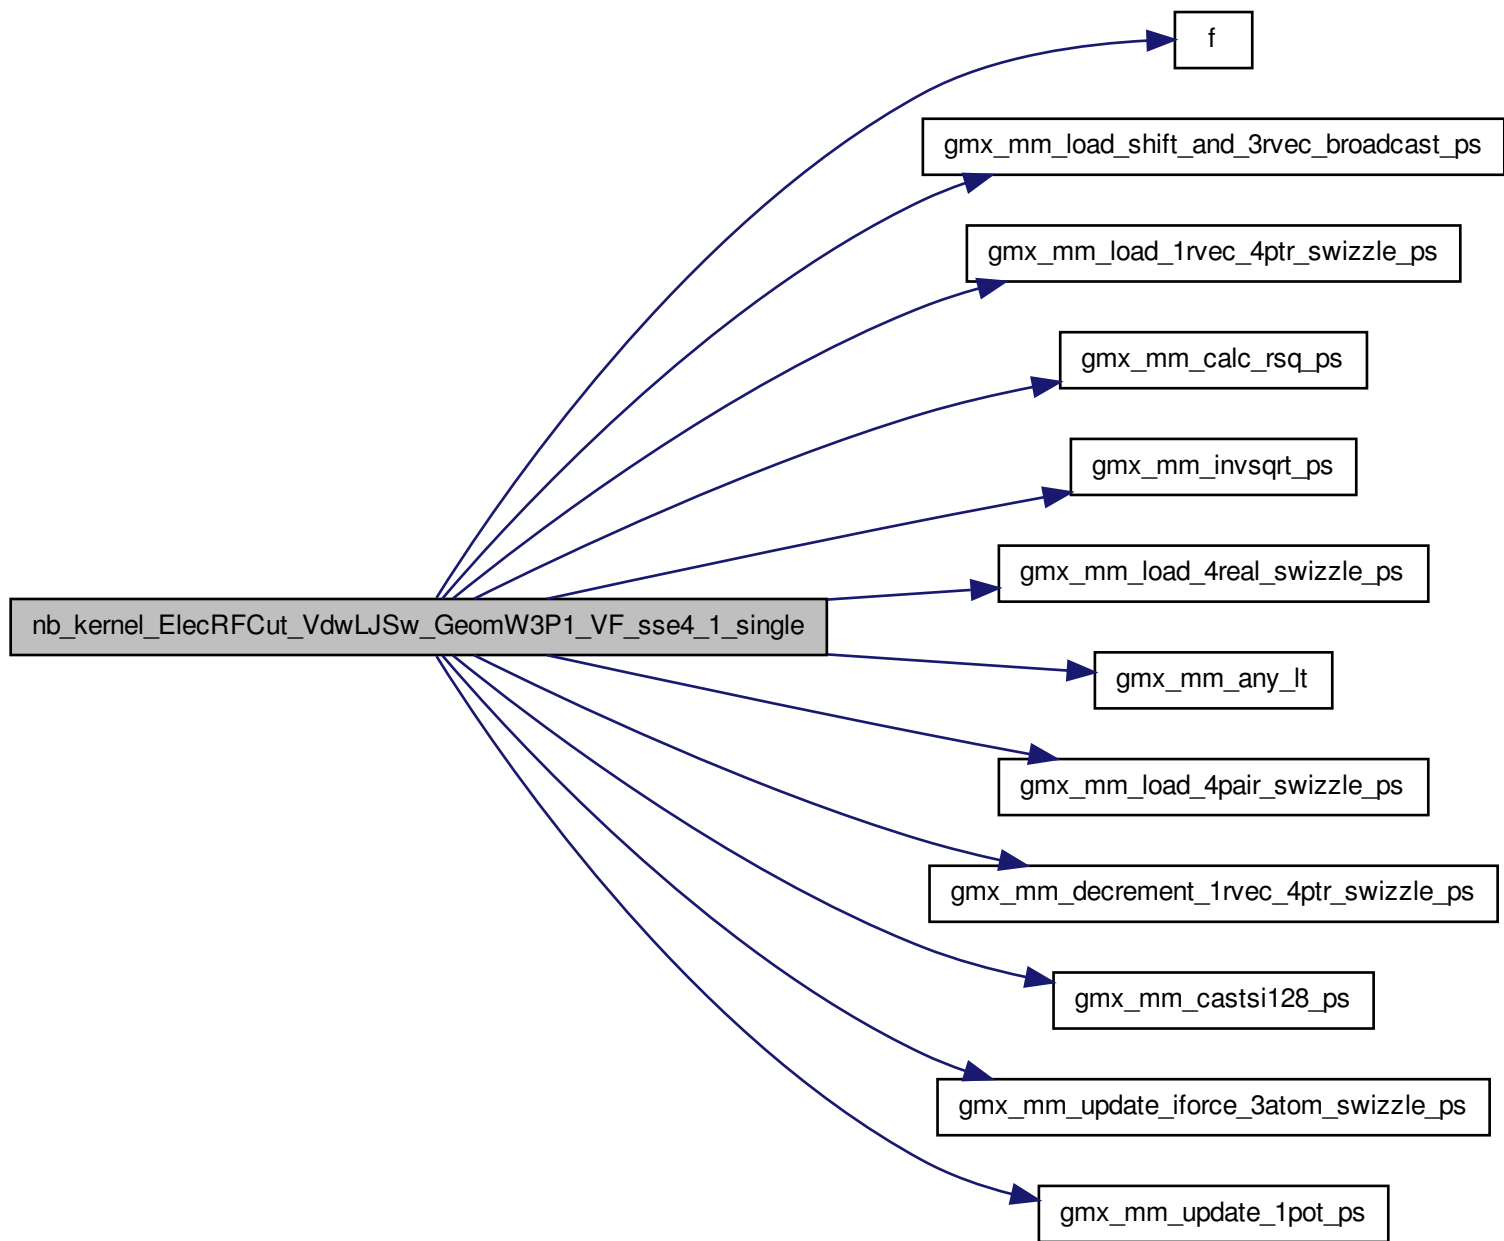 f
gmx_mm_load_shift_and_3rvec_broadcast_ps
gmx_mm_load_1rvec_4ptr_swizzle_ps
gmx_mm_calc_rsq_ps
gmx_mm_invsqrt_ps
gmx_mm_load_4real_swizzle_ps
nb_kernel_ElecRFCut_VdwLJSw_GeomW3P1_VF_sse4_1_single
gmx_mm_any_lt
gmx_mm_load_4pair_swizzle_ps
gmx_mm_decrement_1rvec_4ptr_swizzle_ps
gmx_mm_castsi128_ps
gmx_mm_update_iforce_3atom_swizzle_ps
gmx_mm_update_1pot_ps